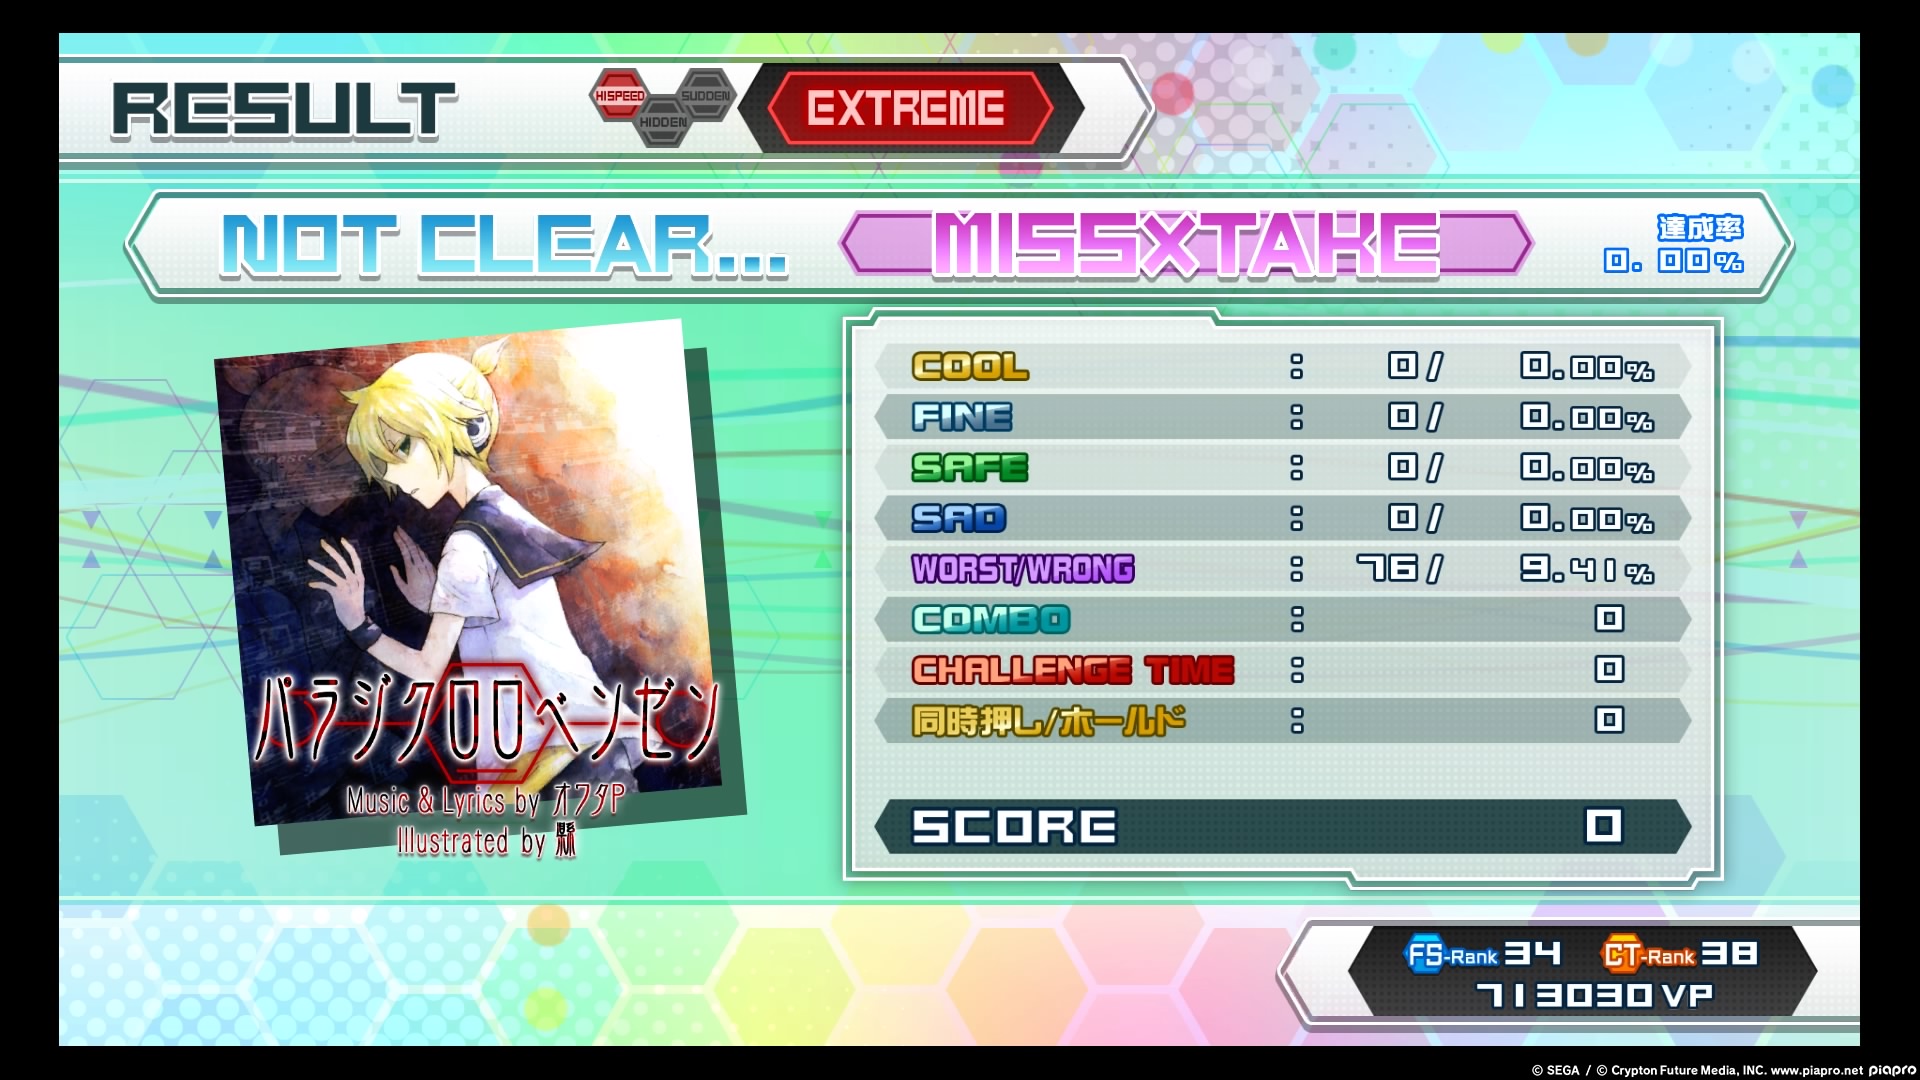 RESULT
HISPEED
HIDDEN
SUDDEN
EXTREME
NOT CLEAR...
MISS×TAKE
達成率
0.00%
COOL : 0/ 0.00%
FINE : 0/ 0.00%
SAFE : 0/ 0.00%
SAD : 0/ 0.00%
WORST/WRONG : 76/ 9.41%
COMBO : 0
CHALLENGE TIME : 0
同時押し/ホールド : 0
SCORE 0
パラジクロロベンゼン
Music & Lyrics by オワタP
Illustrated by 縣
FS-Rank 34 CT-Rank 38
713030VP
© SEGA / © Crypton Future Media, INC. www.piapro.net piapro